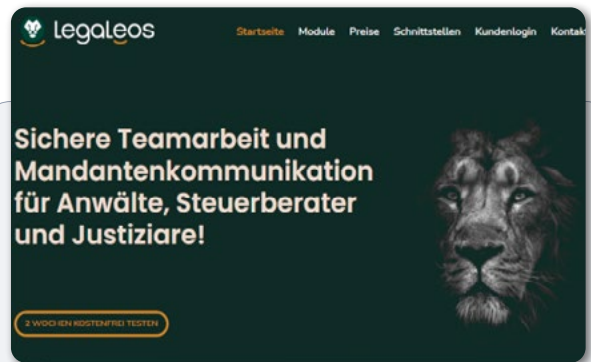 Legaleos
Startseite Module Preise Schnittstellen Kundenlogin Kontakt
Sichere Teamarbeit und
Mandantenkommunikation
für Anwälte, Steuerberater
und Justiziare!
2 WOCHEN KOSTENFREI TESTEN